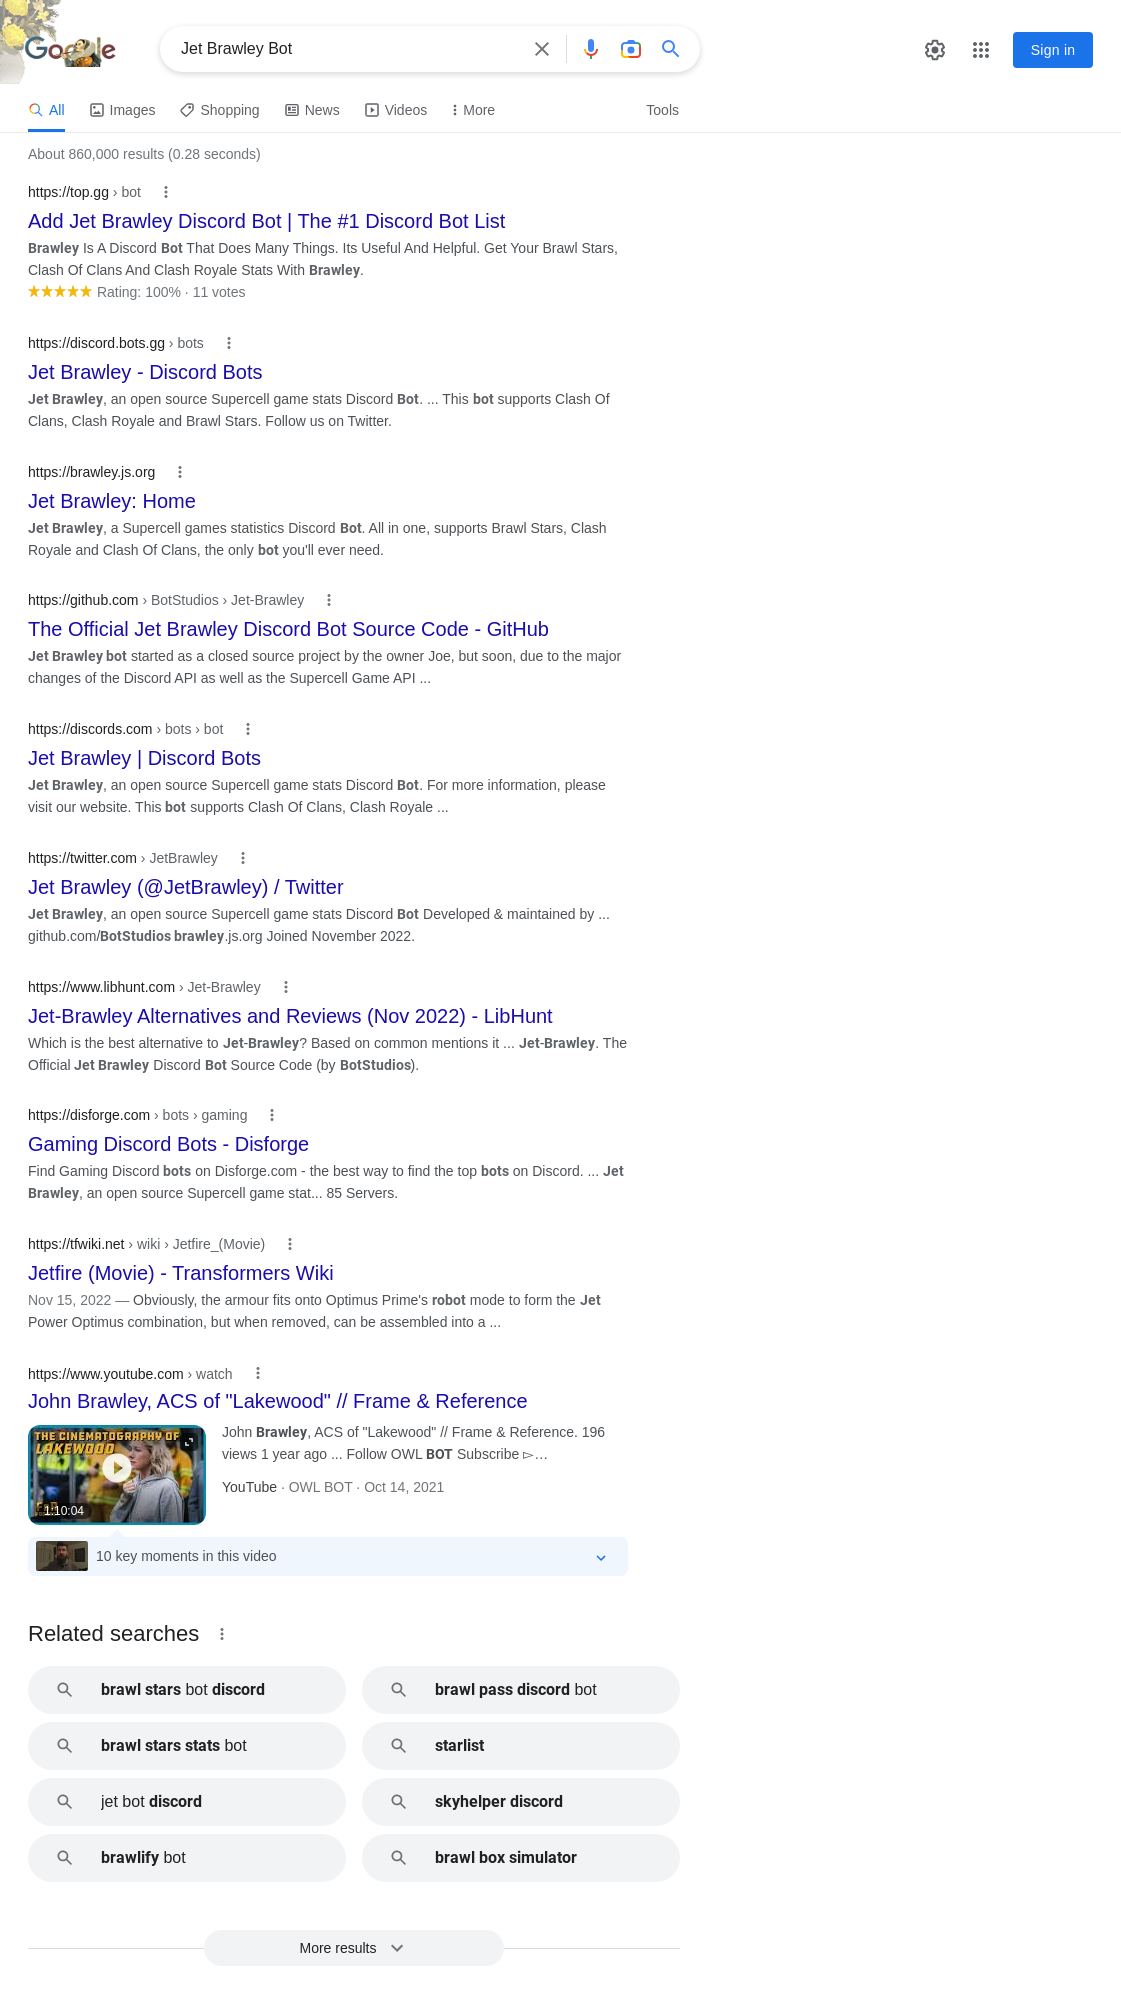 Google
Jet Brawley Bot
Sign in
All
Images
Shopping
News
Videos
More
Tools
About 860,000 results (0.28 seconds)
https://top.gg › bot
Add Jet Brawley Discord Bot | The #1 Discord Bot List
Brawley Is A Discord Bot That Does Many Things. Its Useful And Helpful. Get Your Brawl Stars,
Clash Of Clans And Clash Royale Stats With Brawley.
Rating: 100% · 11 votes
https://discord.bots.gg › bots
Jet Brawley - Discord Bots
Jet Brawley, an open source Supercell game stats Discord Bot. ... This bot supports Clash Of
Clans, Clash Royale and Brawl Stars. Follow us on Twitter.
https://brawley.js.org
Jet Brawley: Home
Jet Brawley, a Supercell games statistics Discord Bot. All in one, supports Brawl Stars, Clash
Royale and Clash Of Clans, the only bot you'll ever need.
https://github.com › BotStudios › Jet-Brawley
The Official Jet Brawley Discord Bot Source Code - GitHub
Jet Brawley bot started as a closed source project by the owner Joe, but soon, due to the major
changes of the Discord API as well as the Supercell Game API ...
https://discords.com › bots › bot
Jet Brawley | Discord Bots
Jet Brawley, an open source Supercell game stats Discord Bot. For more information, please
visit our website. This bot supports Clash Of Clans, Clash Royale ...
https://twitter.com › JetBrawley
Jet Brawley (@JetBrawley) / Twitter
Jet Brawley, an open source Supercell game stats Discord Bot Developed & maintained by ...
github.com/BotStudios brawley.js.org Joined November 2022.
https://www.libhunt.com › Jet-Brawley
Jet-Brawley Alternatives and Reviews (Nov 2022) - LibHunt
Which is the best alternative to Jet-Brawley? Based on common mentions it ... Jet-Brawley. The
Official Jet Brawley Discord Bot Source Code (by BotStudios).
https://disforge.com › bots › gaming
Gaming Discord Bots - Disforge
Find Gaming Discord bots on Disforge.com - the best way to find the top bots on Discord. ... Jet
Brawley, an open source Supercell game stat... 85 Servers.
https://tfwiki.net › wiki › Jetfire_(Movie)
Jetfire (Movie) - Transformers Wiki
Nov 15, 2022 — Obviously, the armour fits onto Optimus Prime's robot mode to form the Jet
Power Optimus combination, but when removed, can be assembled into a ...
https://www.youtube.com › watch
John Brawley, ACS of "Lakewood" // Frame & Reference
THE CINEMATOGRAPHY OF
LAKEWOOD
1:10:04
John Brawley, ACS of "Lakewood" // Frame & Reference. 196
views 1 year ago ... Follow OWL BOT Subscribe ▻…
YouTube · OWL BOT · Oct 14, 2021
10 key moments in this video
Related searches
brawl stars bot discord
brawl pass discord bot
brawl stars stats bot
starlist
jet bot discord
skyhelper discord
brawlify bot
brawl box simulator
More results